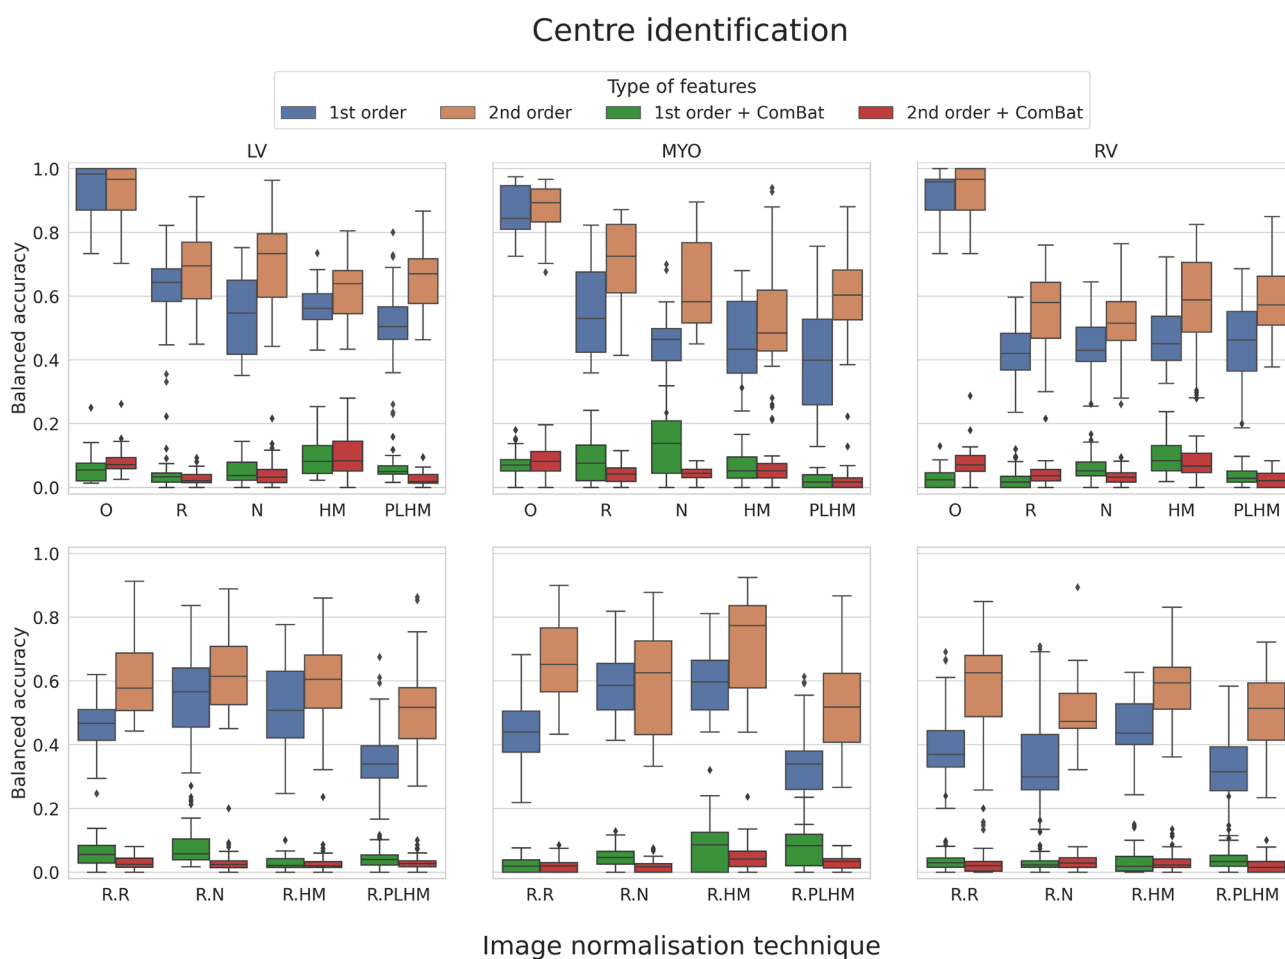 Centre identification
Type of features
1st order 2nd order 1st order + ComBat 2nd order + ComBat
LV MYO RV
Balanced accuracy
1.0
0.8
0.6
0.4
0.2
0.0
O R N HM PLHM O R N HM PLHM O R N HM PLHM
Balanced accuracy
1.0
0.8
0.6
0.4
0.2
0.0
R.R R.N R.HM R.PLHM R.R R.N R.HM R.PLHM R.R R.N R.HM R.PLHM
Image normalisation technique